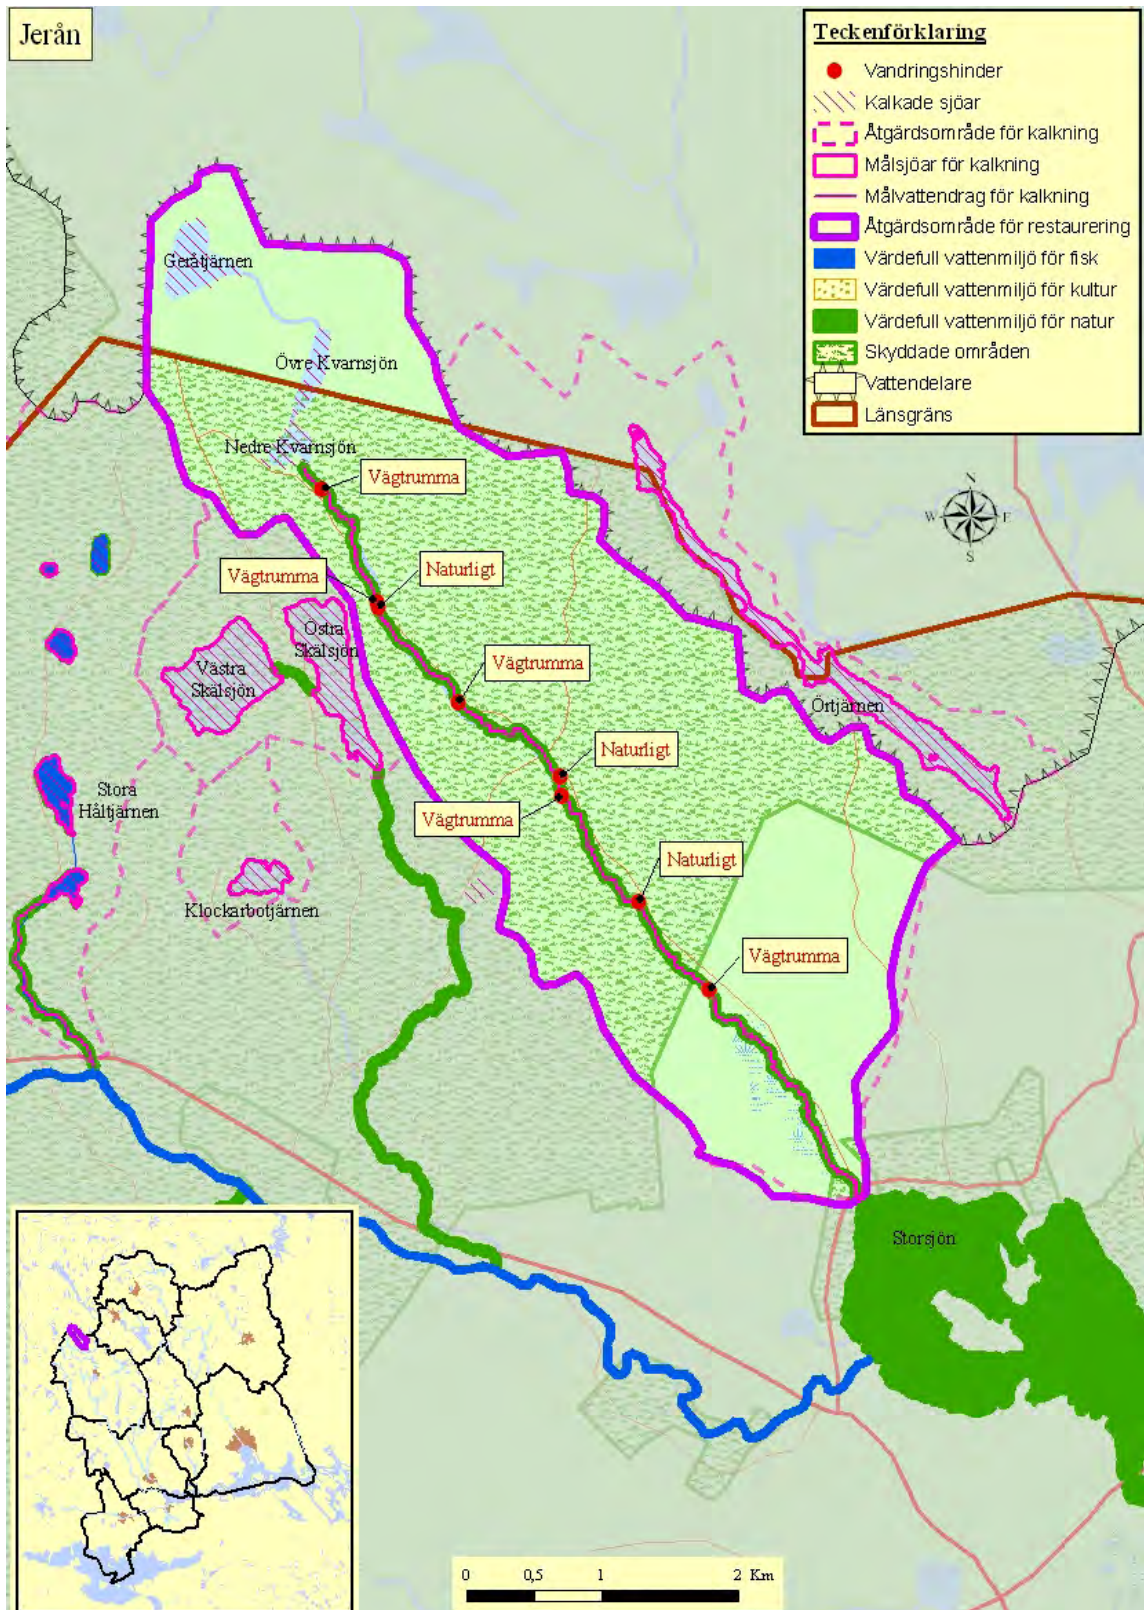 Jerån
Teckenförklaring
Vandringshinder
Kalkade sjöar
Åtgärdsområde för kalkning
Målsjöar för kalkning
Målvattendrag för kalkning
Åtgärdsområde för restaurering
Värdefull vattenmiljö för fisk
Värdefull vattenmiljö för kultur
Värdefull vattenmiljö för natur
Skyddade områden
Vattendelare
Länsgräns
Geråtjärnen
Övre Kvarnsjön
Nedre Kvarnsjön
Vägtrumma
N
W
E
S
Vägtrumma
Naturligt
Östra
Skälsjön
Västra
Skälsjön
Vägtrumma
Örtjärnen
Naturligt
Stora
Håltjärnen
Vägtrumma
Naturligt
Klockarbotjärnen
Vägtrumma
Storsjön
0 0,5 1 2 Km